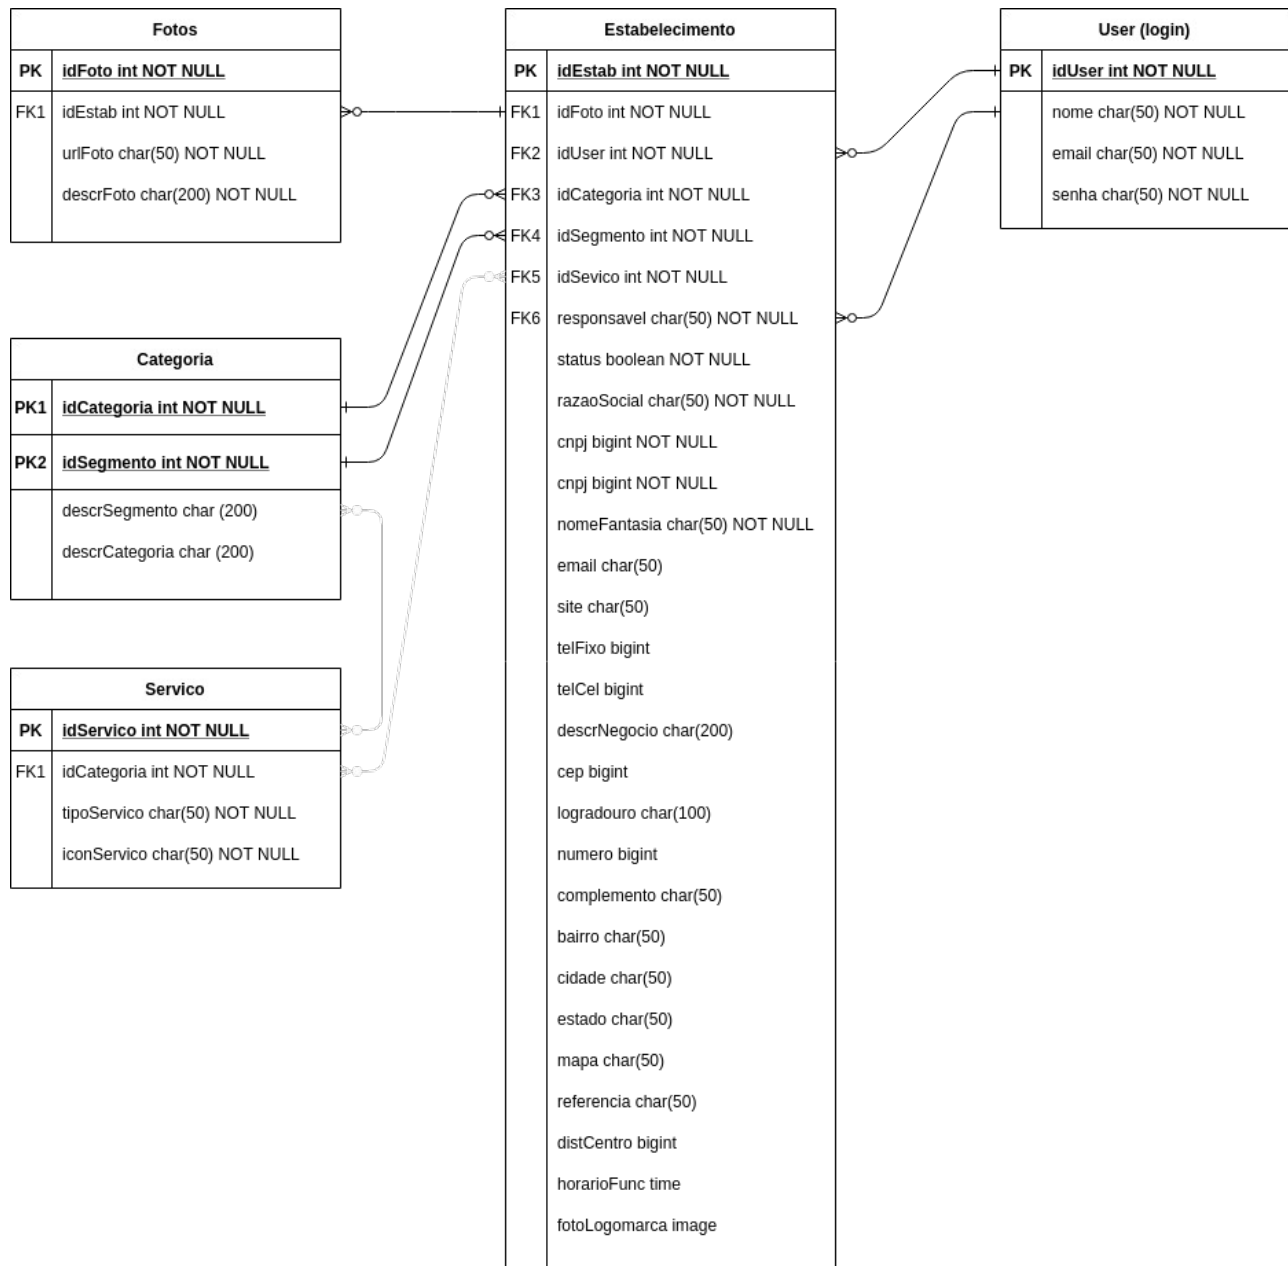 Fotos
PK idFoto int NOT NULL
FK1 idEstab int NOT NULL
urlFoto char(50) NOT NULL
descrFoto char(200) NOT NULL
Categoria
PK1 idCategoria int NOT NULL
PK2 idSegmento int NOT NULL
descrSegmento char (200)
descrCategoria char (200)
Servico
PK idServico int NOT NULL
FK1 idCategoria int NOT NULL
tipoServico char(50) NOT NULL
iconServico char(50) NOT NULL
Estabelecimento
PK idEstab int NOT NULL
FK1 idFoto int NOT NULL
FK2 idUser int NOT NULL
FK3 idCategoria int NOT NULL
FK4 idSegmento int NOT NULL
FK5 idSevico int NOT NULL
FK6 responsavel char(50) NOT NULL
status boolean NOT NULL
razaoSocial char(50) NOT NULL
cnpj bigint NOT NULL
cnpj bigint NOT NULL
nomeFantasia char(50) NOT NULL
email char(50)
site char(50)
telFixo bigint
telCel bigint
descrNegocio char(200)
cep bigint
logradouro char(100)
numero bigint
complemento char(50)
bairro char(50)
cidade char(50)
estado char(50)
mapa char(50)
referencia char(50)
distCentro bigint
horarioFunc time
fotoLogomarca image
User (login)
PK idUser int NOT NULL
nome char(50) NOT NULL
email char(50) NOT NULL
senha char(50) NOT NULL